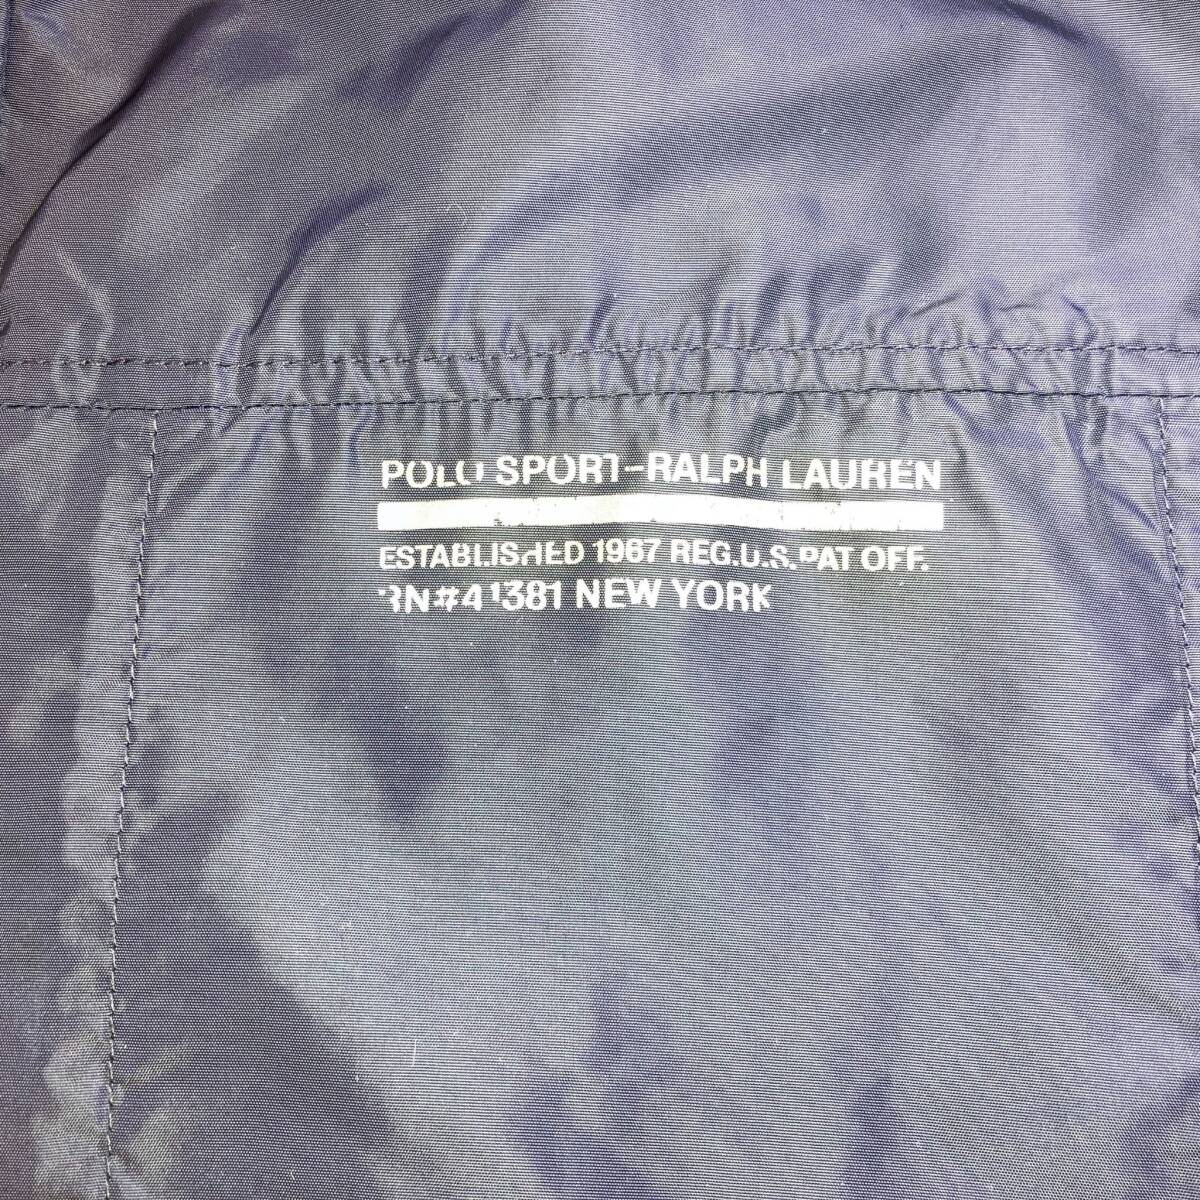 POLO SPORT-RALPH LAUREN
ESTABLISHED 1967 REG.U.S.PAT OFF.
RN#41381 NEW YORK